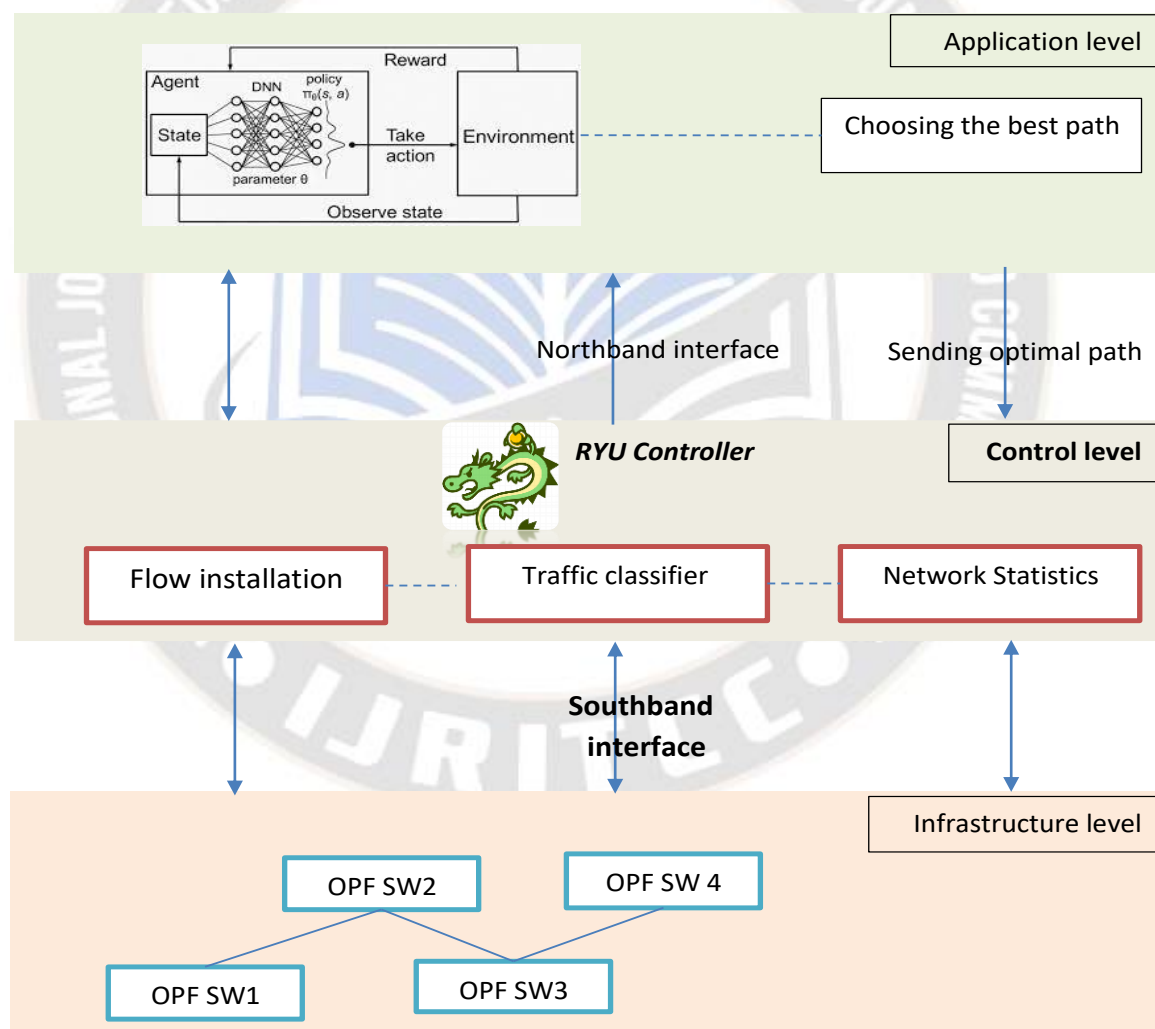 Application level
Reward
Agent
DNN
policy
πθ(s, a)
State
Take
action
Environment
parameter θ
Observe state
Choosing the best path
Northband interface
Sending optimal path
RYU Controller
Control level
Flow installation
Traffic classifier
Network Statistics
Southband
interface
IJRITCC
Infrastructure level
OPF SW2
OPF SW 4
OPF SW1
OPF SW3